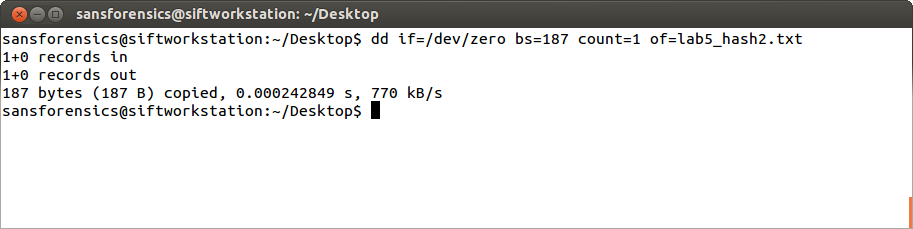 sansforensics@siftworkstation: ~/Desktop
sansforensics@siftworkstation:~/Desktop$ dd if=/dev/zero bs=187 count=1 of=lab5_hash2.txt
1+0 records in
1+0 records out
187 bytes (187 B) copied, 0.000242849 s, 770 kB/s
sansforensics@siftworkstation:~/Desktop$